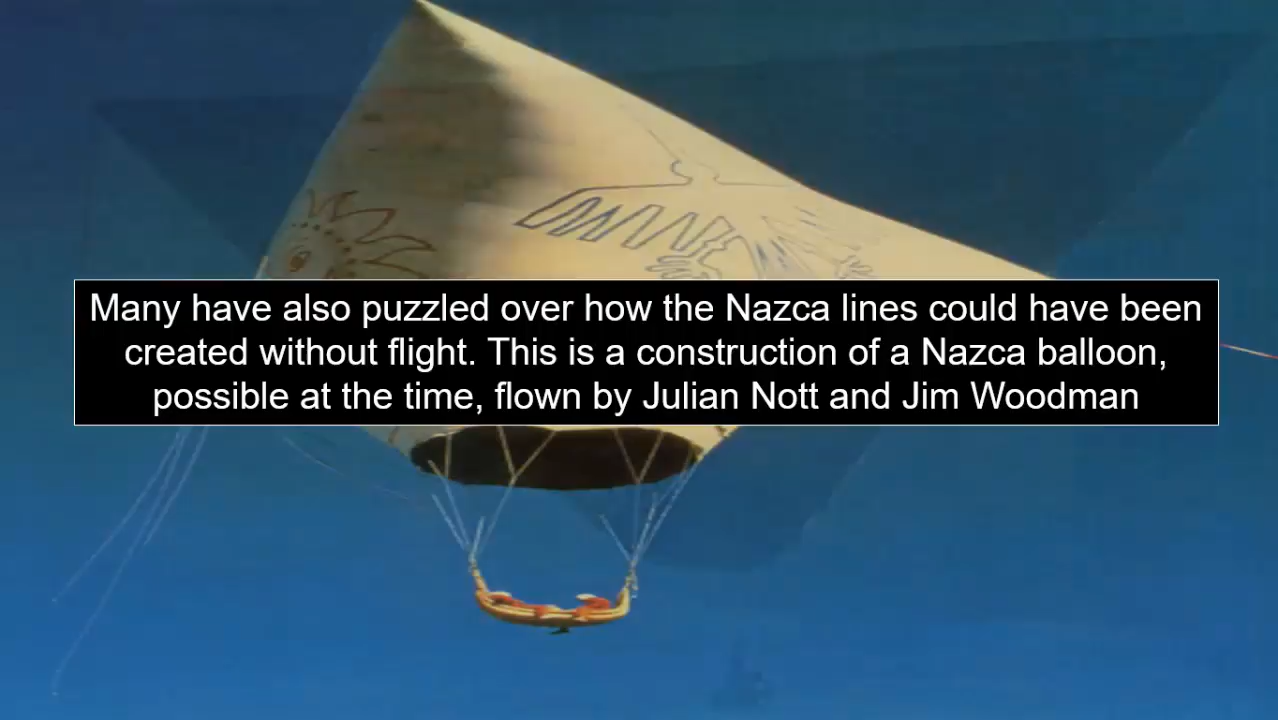 Many have also puzzled over how the Nazca lines could have been
created without flight. This is a construction of a Nazca balloon,
possible at the time, flown by Julian Nott and Jim Woodman